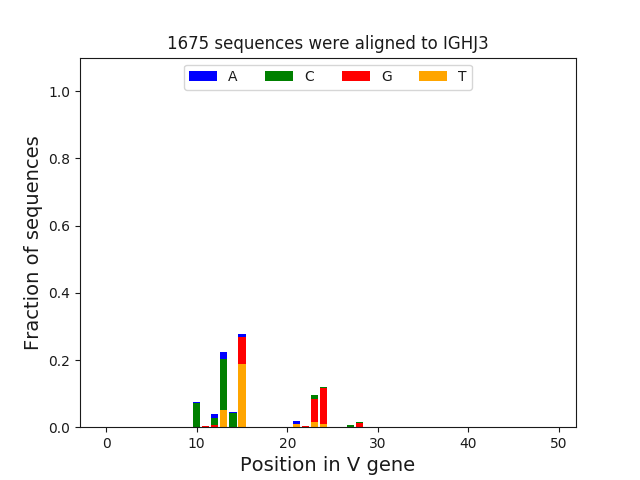 1675 sequences were aligned to IGHJ3
A C G T
1.0
0.8
0.6
0.4
0.2
0.0
Fraction of sequences
0 10 20 30 40 50
Position in V gene